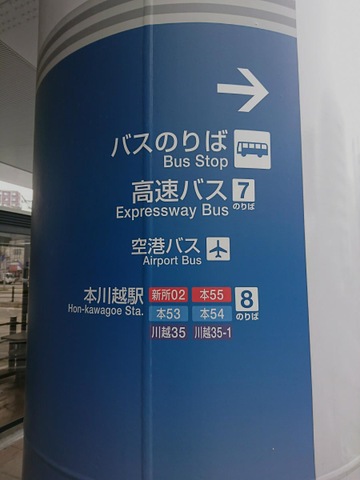 バスのりば
Bus Stop
高速バス 7
Expressway Bus のりば
空港バス
Airport Bus
本川越駅 新所02 本55 8
Hon-kawagoe Sta. 本53 本54 のりば
川越35 川越35-1